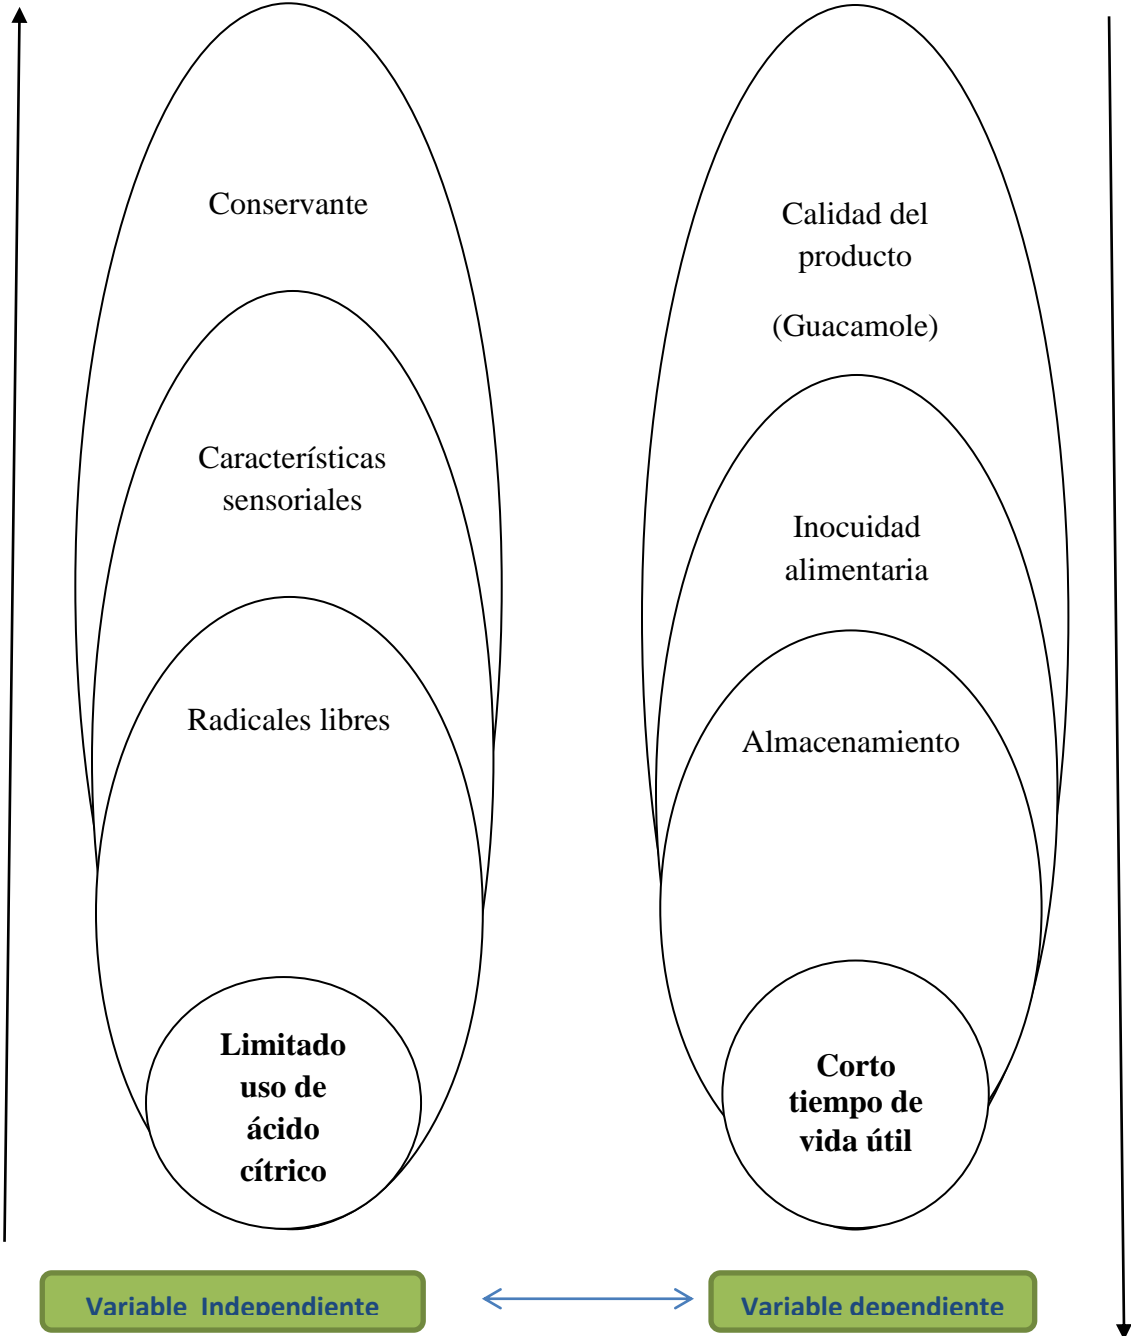 Conservante
Características
sensoriales
Radicales libres
Limitado
uso de
ácido
cítrico
Calidad del
producto
(Guacamole)
Inocuidad
alimentaria
Almacenamiento
Corto
tiempo de
vida útil
Variable Independiente
Variable dependiente